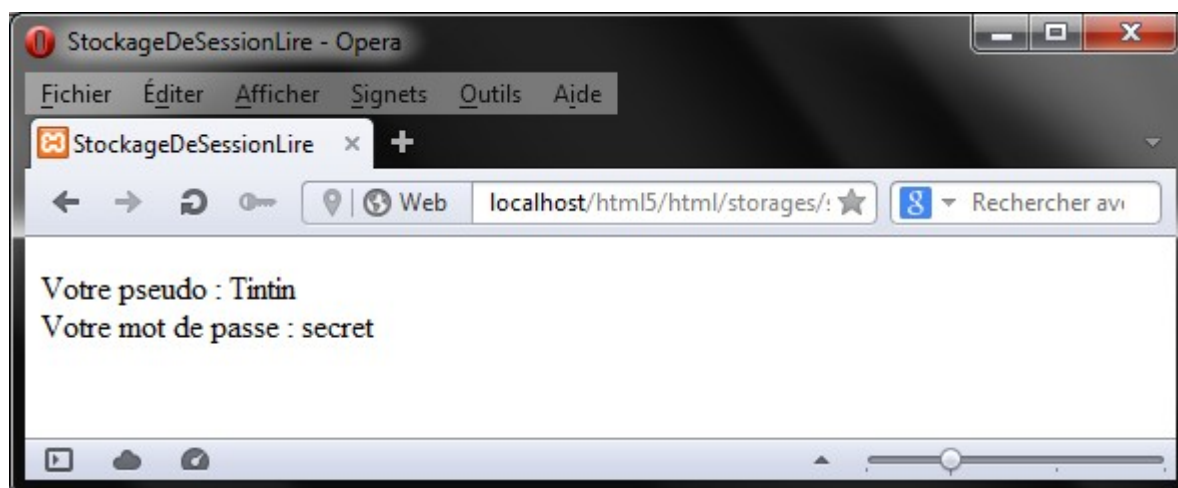 StockageDeSessionLire - Opera
Fichier Éditer Afficher Signets Outils Aide
StockageDeSessionLire
Web localhost/html5/html/storages/ Rechercher ave
Votre pseudo : Tintin
Votre mot de passe : secret